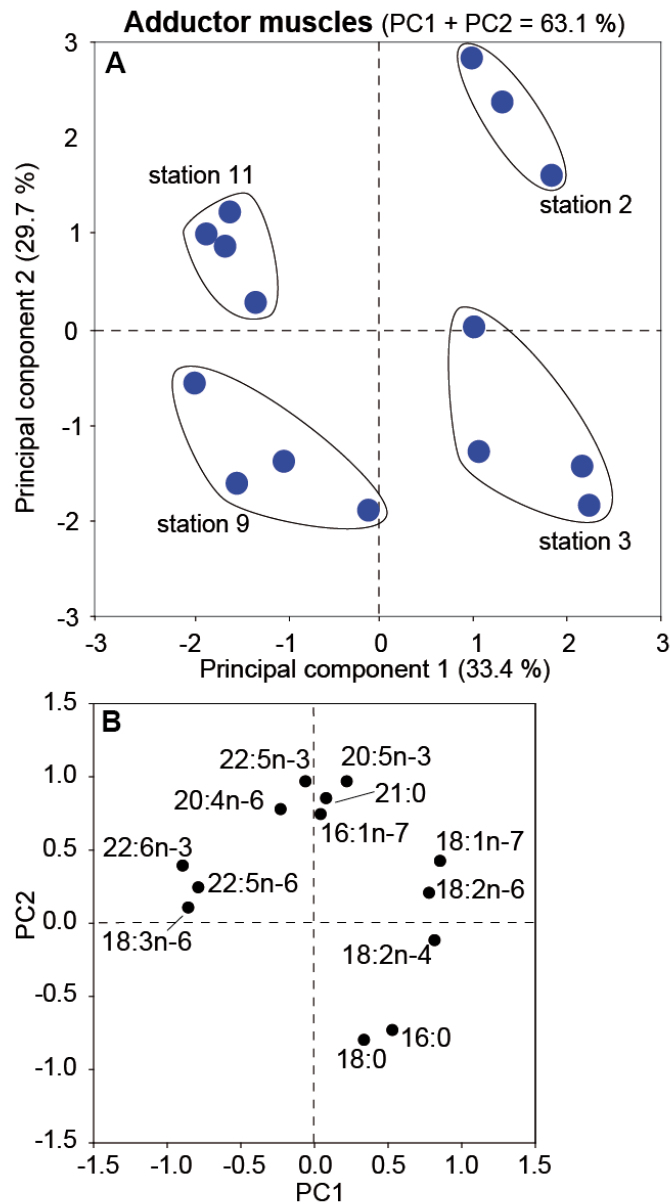 Adductor muscles (PC1 + PC2 = 63.1 %)
A
3
2
1
0
-1
-2
-3
Principal conponent 2 (29.7 %)
station 11
station 2
station 9
station 3
-3 -2 -1 0 1 2 3
Principal component 1 (33.4 %)
B
1.5
1.0
0.5
0.0
-0.5
-1.0
-1.5
PC2
22:5n-3 20:5n-3
20:4n-6 21:0
16:1n-7
22:6n-3 18:1n-7
22:5n-6 18:2n-6
18:3n-6 18:2n-4
18:0 16:0
-1.5 -1.0 -0.5 0.0 0.5 1.0 1.5
PC1